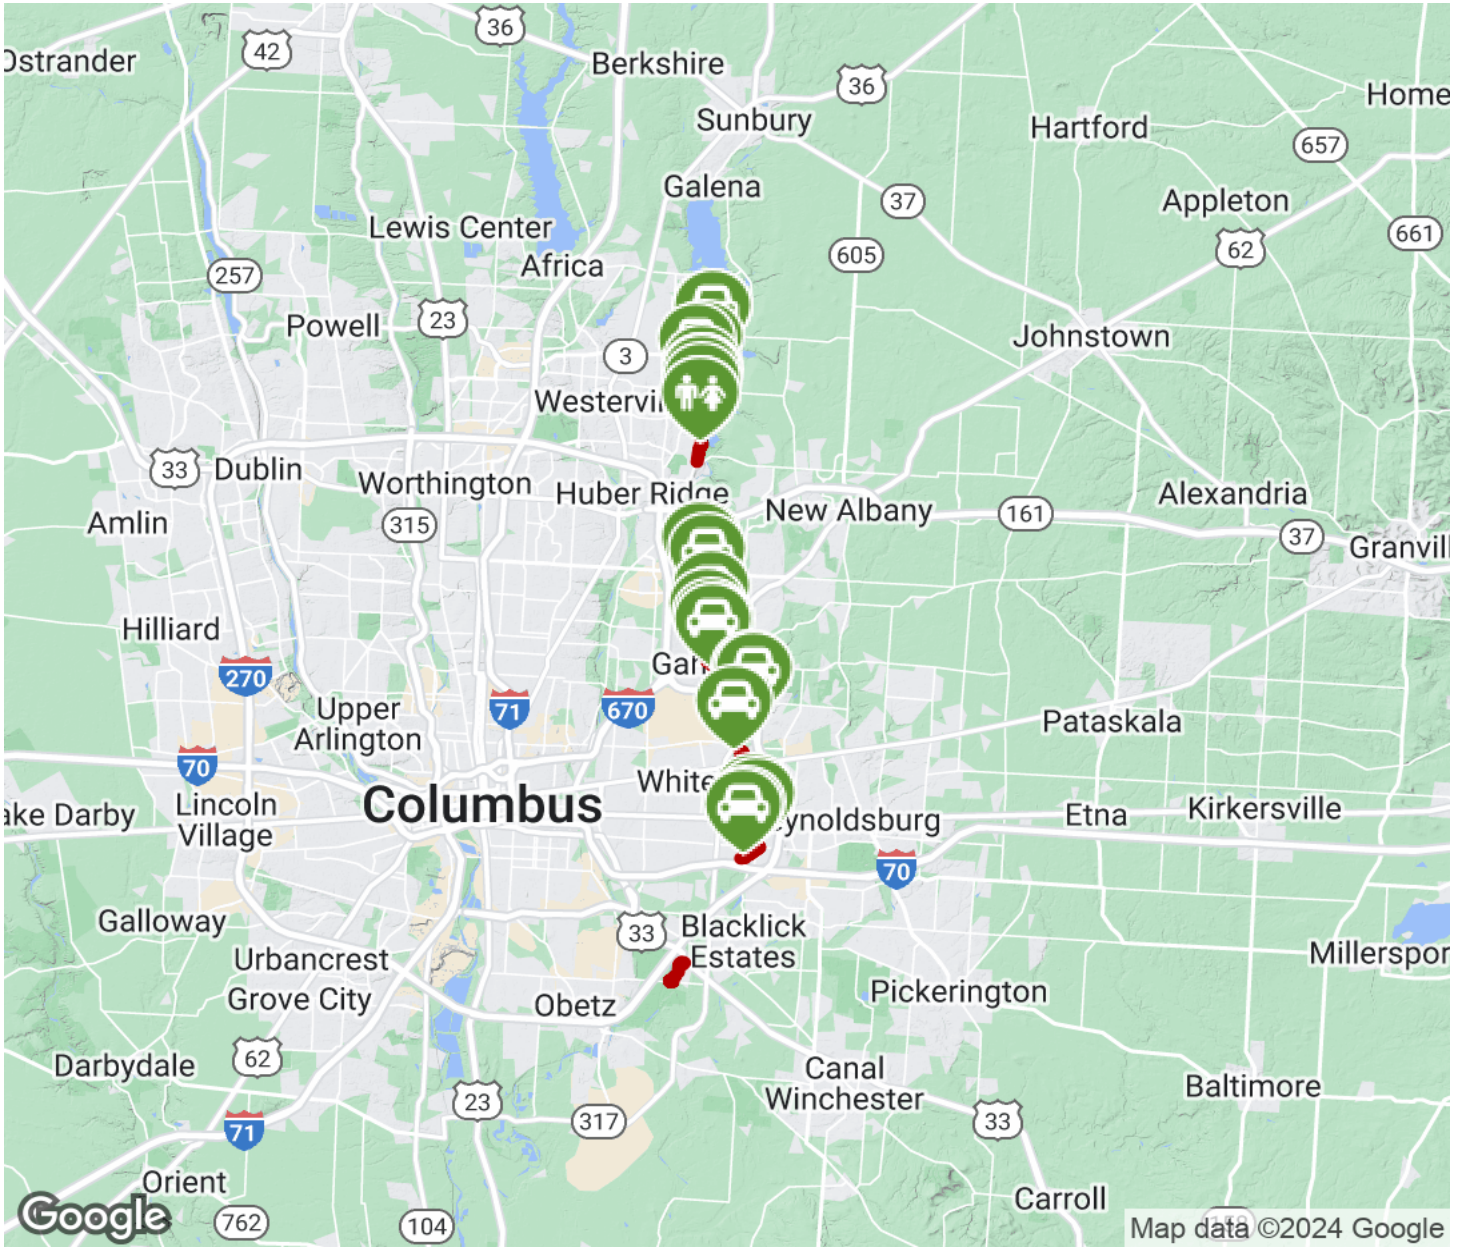 36
42
Ostrander
Berkshire
36
Home
Sunbury
Hartford
657
Galena
37
Appleton
Lewis Center
661
62
Africa
605
257
23
Powell
Johnstown
3
Westervil
33
Dublin
Worthington
Huber Ridge
Alexandria
New Albany
161
315
Amlin
37
Granvill
Hilliard
Gah
270
71
670
Upper
Arlington
Pataskala
70
White
Lincoln
Village
Columbus
ake Darby
eynoldsburg
Etna
Kirkersville
70
Galloway
33
Blacklick
Estates
Millerspor
Urbancrest
Grove City
Obetz
Pickerington
62
Darbydale
Canal
Winchester
Baltimore
23
317
33
71
Orient
Carroll
Google
762
104
Map data ©2024 Google